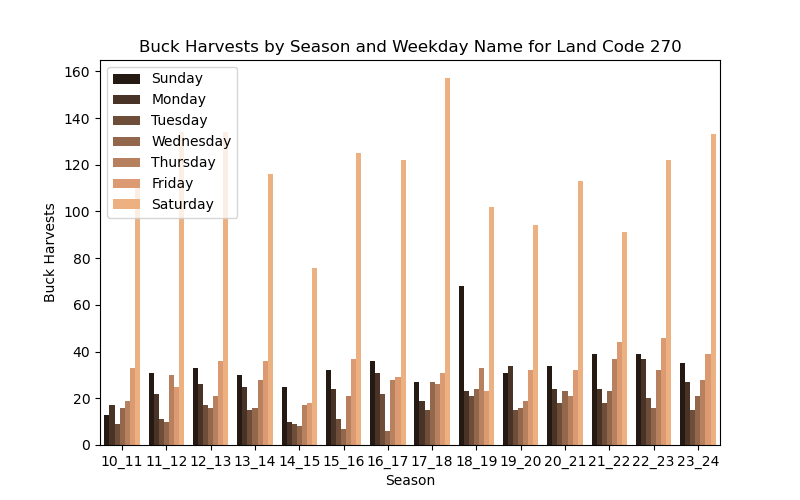 Buck Harvests by Season and Weekday Name for Land Code 270
Sunday
Monday
Tuesday
Wednesday
Thursday
Friday
Saturday
160
140
120
100
80
60
40
20
0
Buck Harvests
10_11 11_12 12_13 13_14 14_15 15_16 16_17 17_18 18_19 19_20 20_21 21_22 22_23 23_24
Season